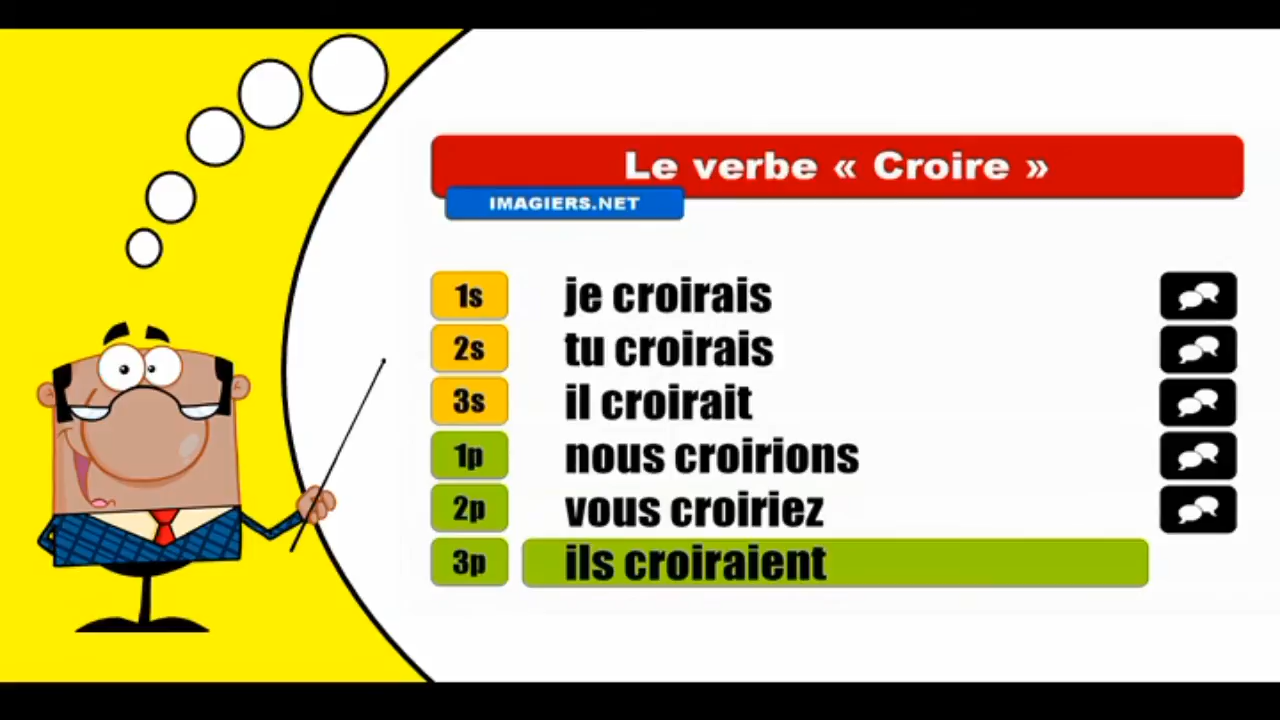 Le verbe « Croire »
IMAGIERS.NET
1s je croirais
2s tu croirais
3s il croirait
1p nous croirions
2p vous croiriez
3p ils croiraient